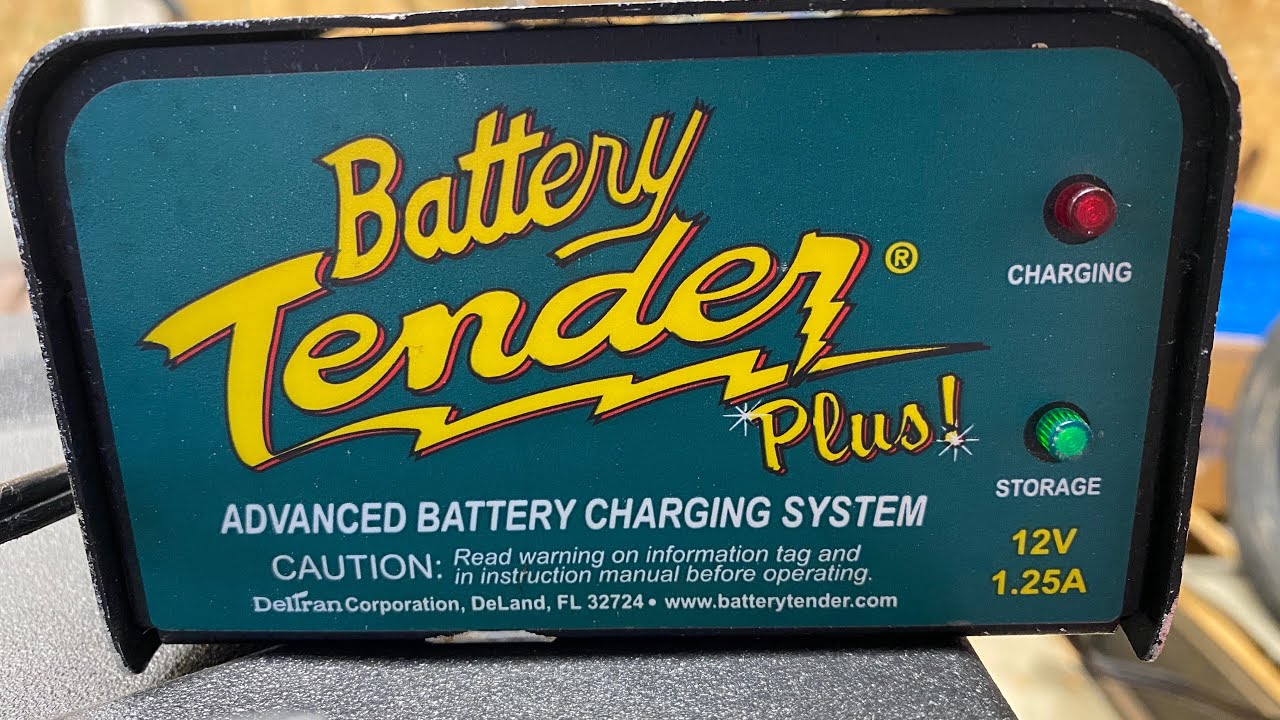 Battery
Tender®
Plus!
CHARGING
STORAGE
ADVANCED BATTERY CHARGING SYSTEM
CAUTION: Read warning on information tag and
in instruction manual before operating.
12V
1.25A
Deltran Corporation, DeLand, FL 32724 • www.batterytender.com